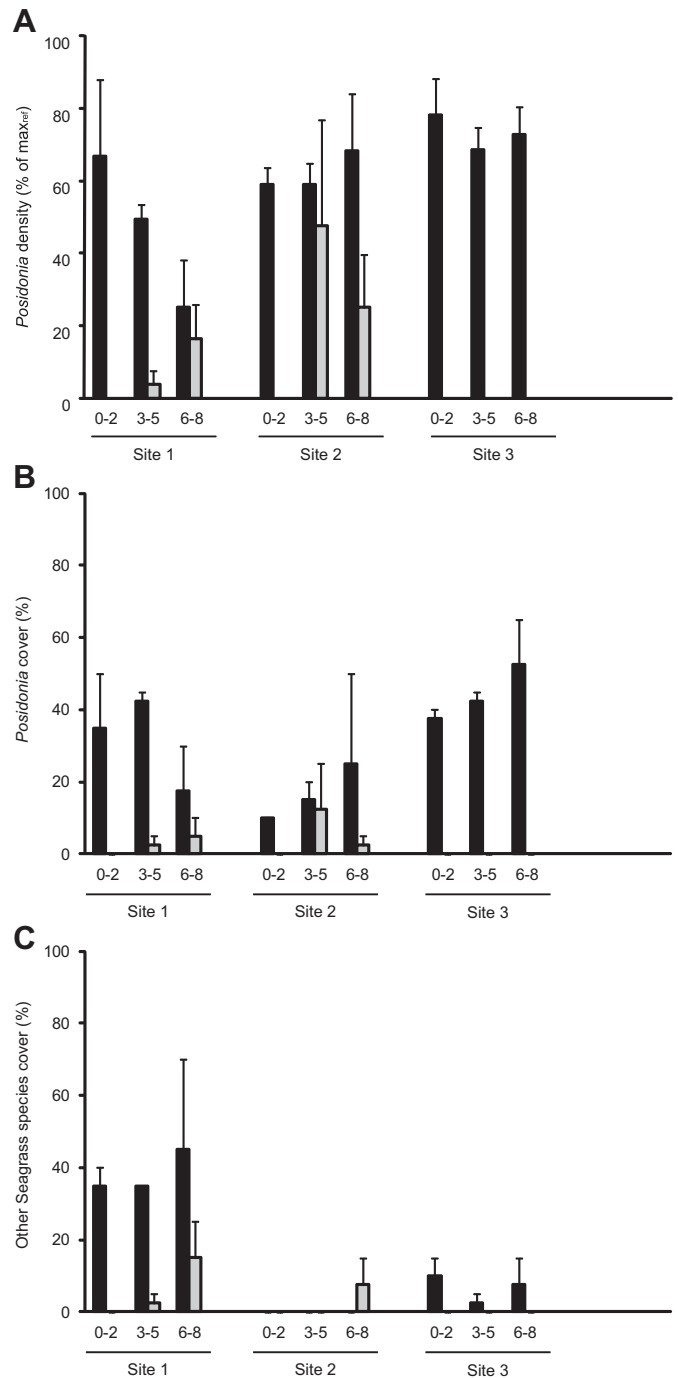 A
Posidonia density (% of maxref)
100
80
60
40
20
0
0-2 3-5 6-8 0-2 3-5 6-8 0-2 3-5 6-8
Site 1 Site 2 Site 3
B
Posidonia cover (%)
100
80
60
40
20
0
0-2 3-5 6-8 0-2 3-5 6-8 0-2 3-5 6-8
Site 1 Site 2 Site 3
C
Other Seagrass species cover (%)
100
80
60
40
20
0
0-2 3-5 6-8 0-2 3-5 6-8 0-2 3-5 6-8
Site 1 Site 2 Site 3